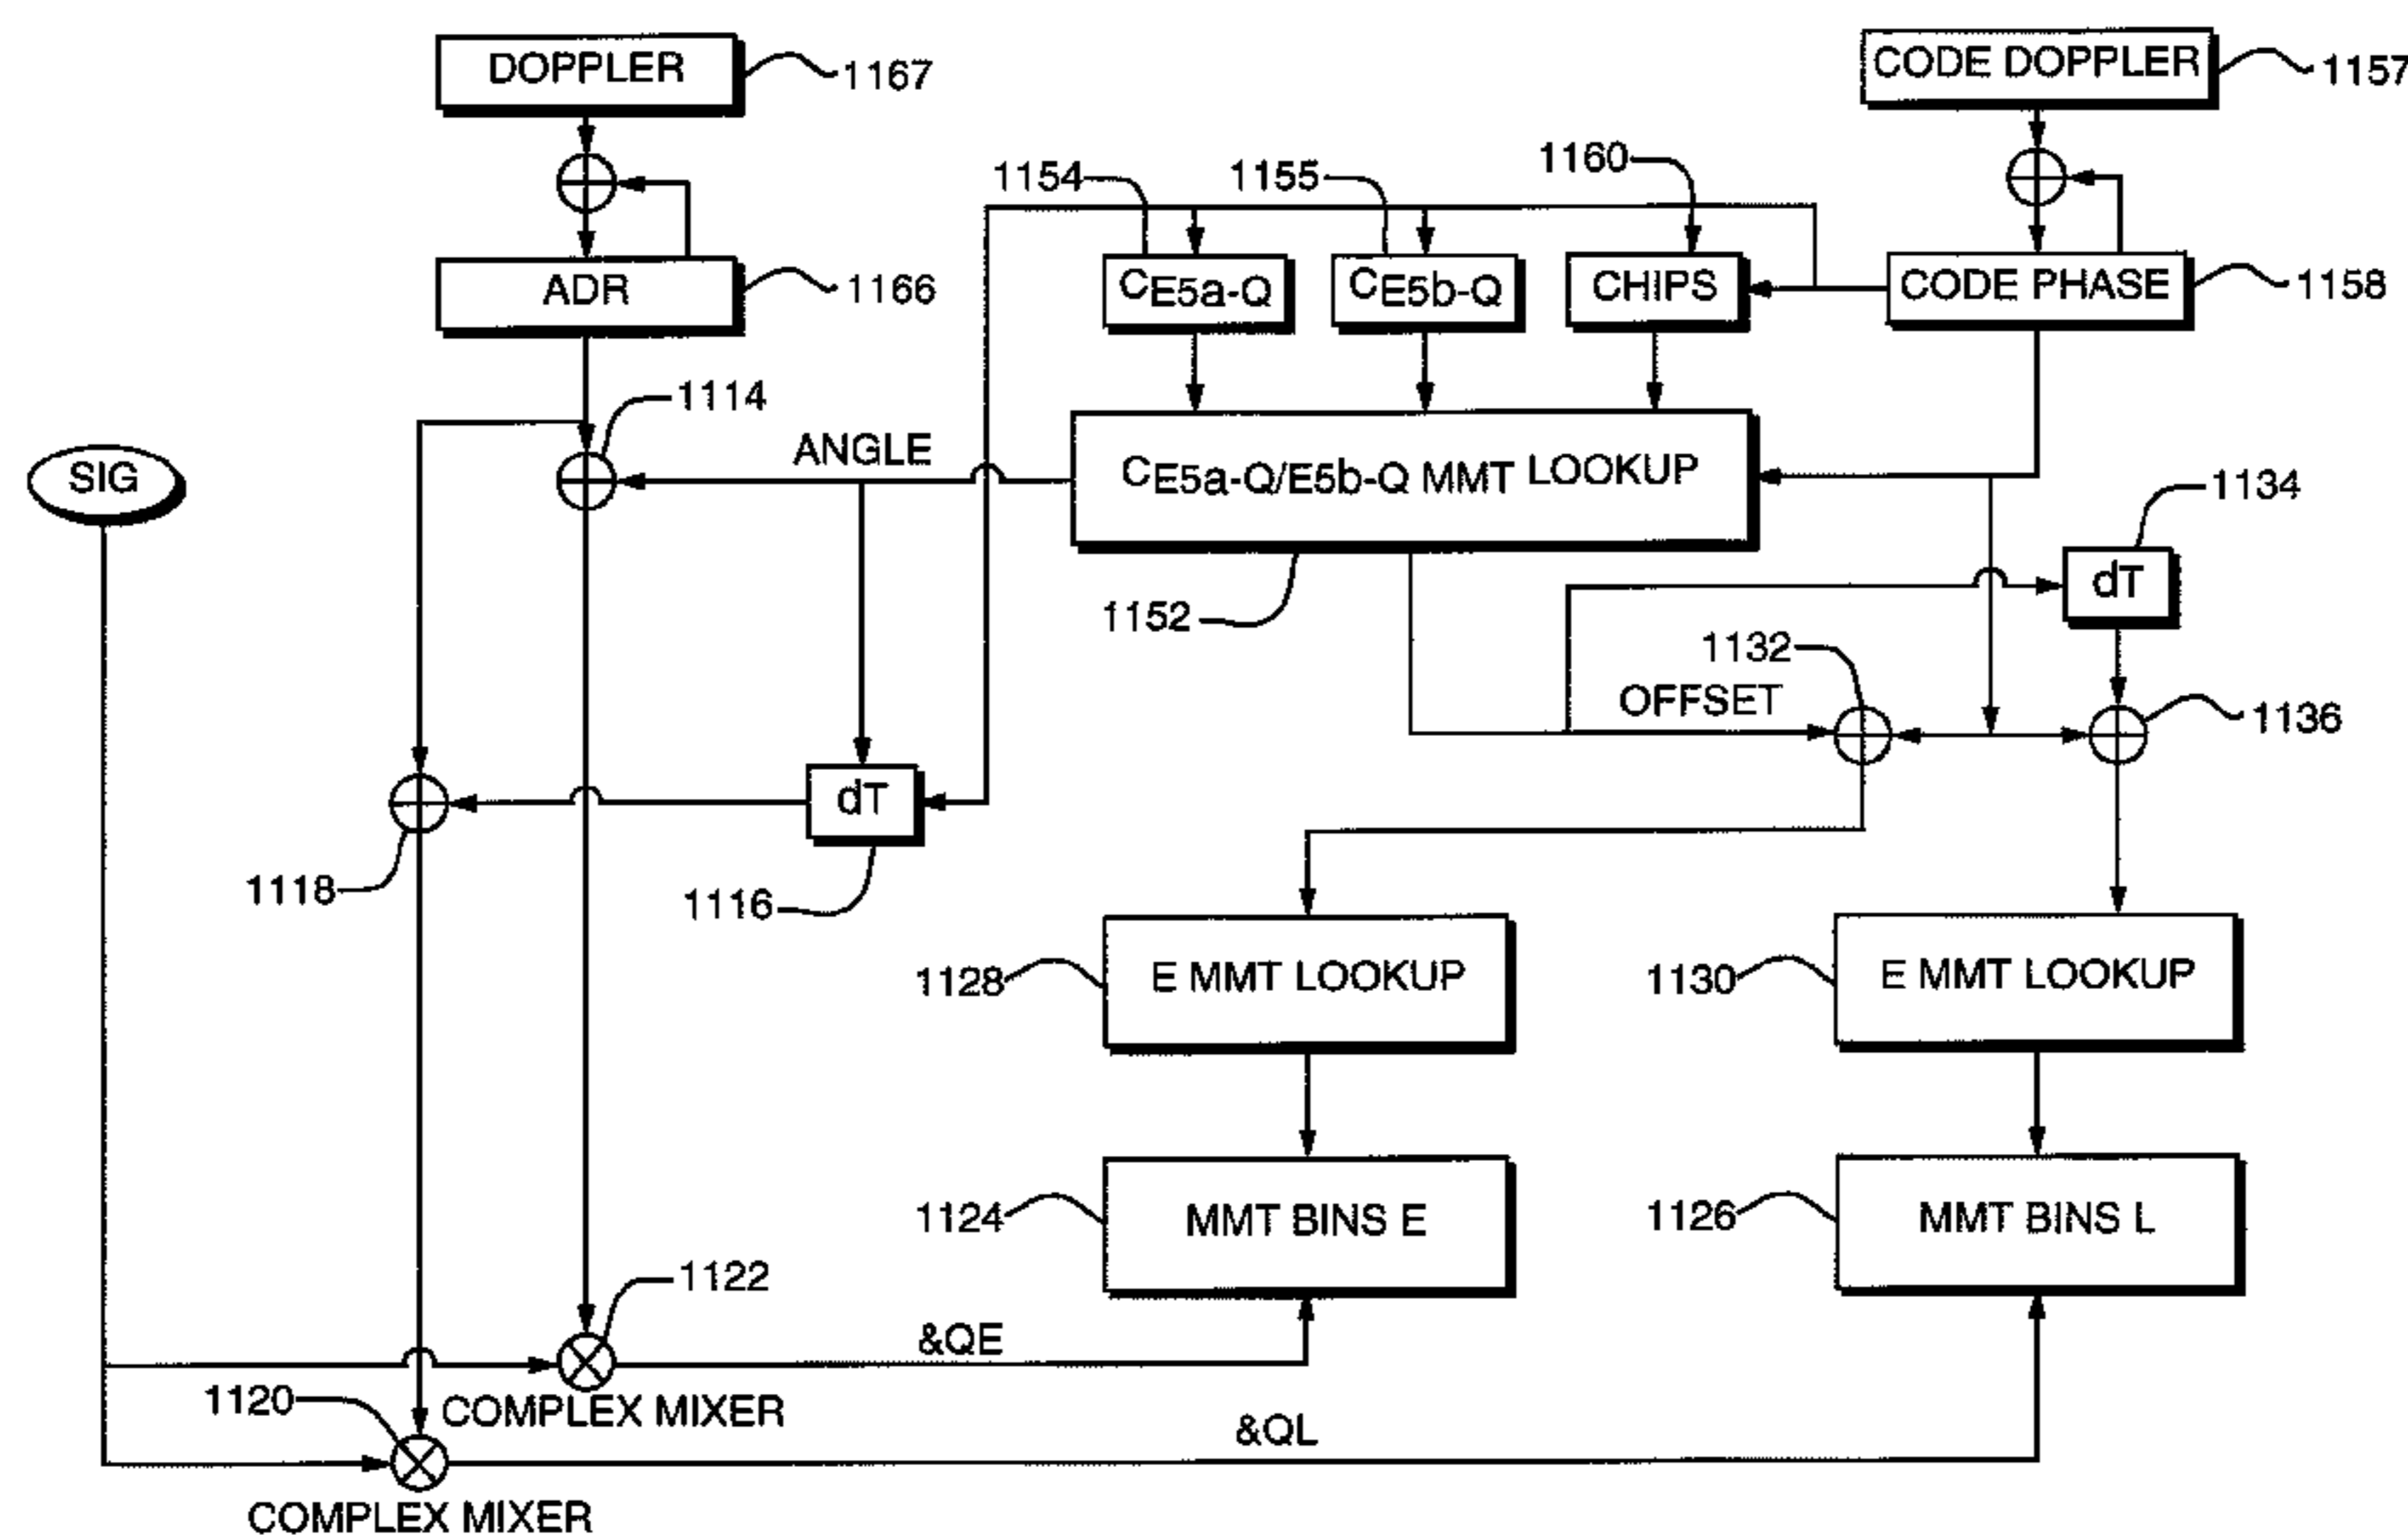 DOPPLER
1167
CODE DOPPLER
1157
1154
1155
1160
ADR
1166
CE5a-Q
CE5b-Q
CHIPS
CODE PHASE
1158
1114
SIG
ANGLE
CE5a-Q/E5b-Q MMT LOOKUP
1134
dT
1152
1132
OFFSET
1136
dT
1118
1116
1128
E MMT LOOKUP
1130
E MMT LOOKUP
1124
MMT BINS E
1126
MMT BINS L
1122
&QE
1120
COMPLEX MIXER
&QL
COMPLEX MIXER